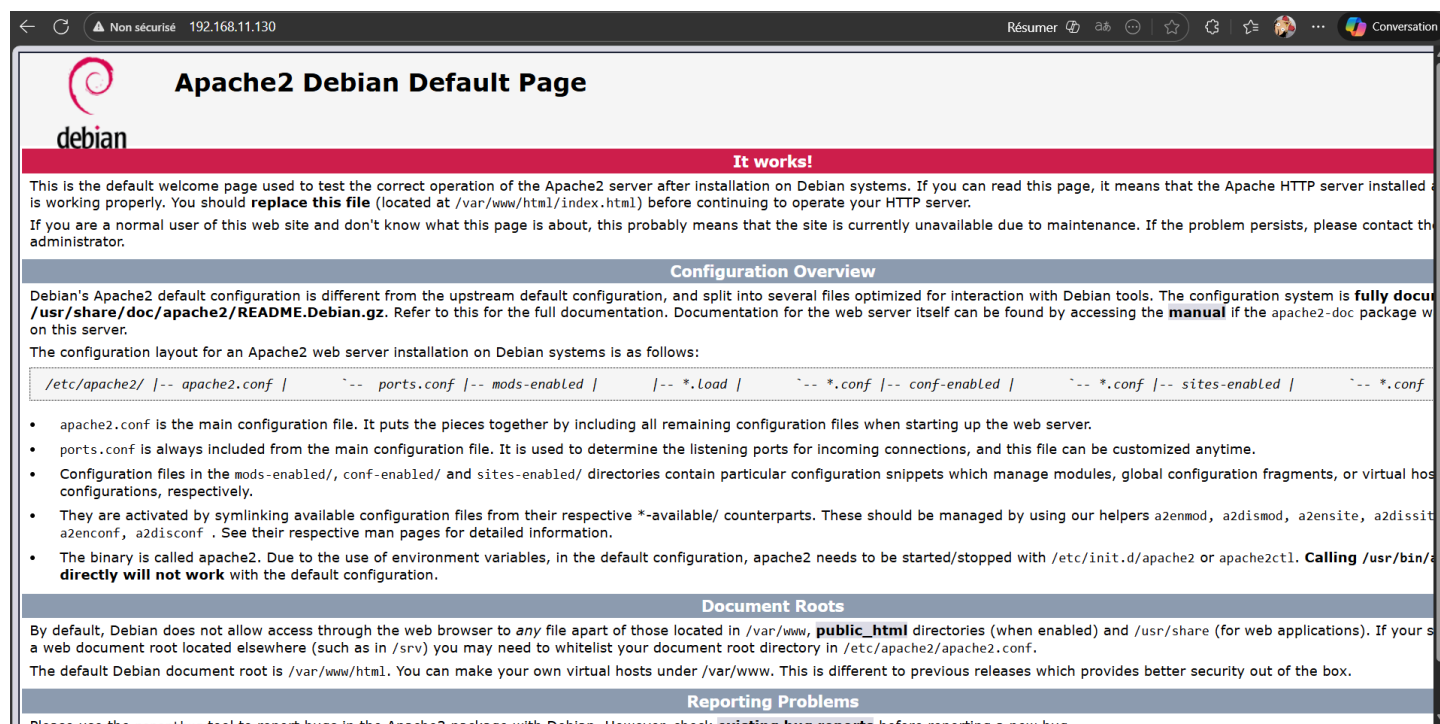 Non sécurisé 192.168.11.130 Résumer Conversation
debian
Apache2 Debian Default Page
It works!
This is the default welcome page used to test the correct operation of the Apache2 server after installation on Debian systems. If you can read this page, it means that the Apache HTTP server installed
is working properly. You should replace this file (located at /var/www/html/index.html) before continuing to operate your HTTP server.
If you are a normal user of this web site and don't know what this page is about, this probably means that the site is currently unavailable due to maintenance. If the problem persists, please contact
administrator.
Configuration Overview
Debian's Apache2 default configuration is different from the upstream default configuration, and split into several files optimized for interaction with Debian tools. The configuration system is fully
/usr/share/doc/apache2/README.Debian.gz. Refer to this for the full documentation. Documentation for the web server itself can be found by accessing the manual if the apache2-doc package
on this server.
The configuration layout for an Apache2 web server installation on Debian systems is as follows:
/etc/apache2/ |-- apache2.conf | `-- ports.conf |-- mods-enabled | |-- *.load | `-- *.conf |-- conf-enabled | `-- *.conf |-- sites-enabled | `-- *.conf
• apache2.conf is the main configuration file. It puts the pieces together by including all remaining configuration files when starting up the web server.
• ports.conf is always included from the main configuration file. It is used to determine the listening ports for incoming connections, and this file can be customized anytime.
• Configuration files in the mods-enabled/, conf-enabled/ and sites-enabled/ directories contain particular configuration snippets which manage modules, global configuration fragments, or virtual
configurations, respectively.
• They are activated by symlinking available configuration files from their respective *-available/ counterparts. These should be managed by using our helpers a2enmod, a2dismod, a2ensite,
a2enconf, a2disconf . See their respective man pages for detailed information.
• The binary is called apache2. Due to the use of environment variables, in the default configuration, apache2 needs to be started/stopped with /etc/init.d/apache2 or apache2ctl. Calling
directly will not work with the default configuration.
Document Roots
By default, Debian does not allow access through the web browser to any file apart of those located in /var/www, public_html directories (when enabled) and /usr/share (for web applications). If your
a web document root located elsewhere (such as in /srv) you may need to whitelist your document root directory in /etc/apache2/apache2.conf.
The default Debian document root is /var/www/html. You can make your own virtual hosts under /var/www. This is different to previous releases which provides better security out of the box.
Reporting Problems